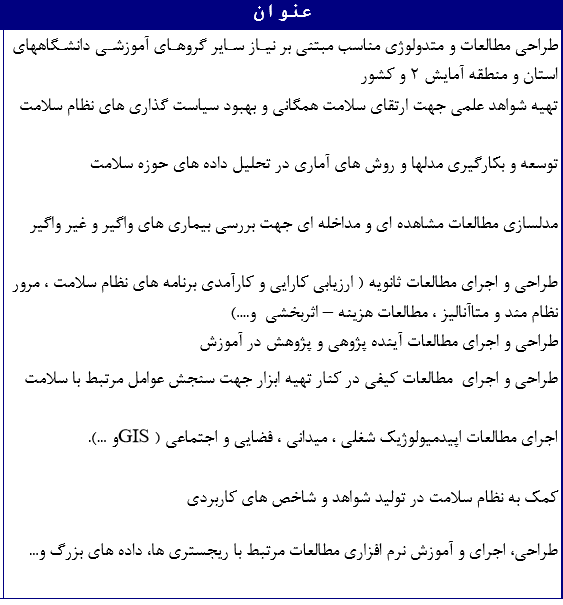 عنوان
طراحی مطالعات و متدولوژی مناسب مبتنی بر نیاز سایر گروهای آموزشی دانشگاههای
استان و منطقه آمایش ۲ و کشور
تهیه شواهد علمی جهت ارتقای سلامت همگانی و بهبود سیاست گذاری های نظام سلامت
توسعه و بکارگیری مدلها و روش های آماری در تحلیل داده های حوزه سلامت
مدلسازی مطالعات مشاهده ای و مداخله ای جهت بررسی بیماری های واگیر و غیر واگیر
طراحی و اجرای مطالعات ثانویه ( ارزیابی کارایی و کارآمدی برنامه های نظام سلامت ، مرور
نظام مند و متاآنالیز ، مطالعات هزینه – اثربخشی و....)
طراحی و اجرای مطالعات آینده پژوهی و پژوهش در آموزش
طراحی و اجرای مطالعات کیفی در کنار تهیه ابزار جهت سنجش عوامل مرتبط با سلامت
اجرای مطالعات اپیدمیولوژیک شغلی ، میدانی ، فضایی و اجتماعی ( GISو ...).
کمک به نظام سلامت در تولید شواهد و شاخص های کاربردی
طراحی، اجرای و آموزش نرم افزاری مطالعات مرتبط با ریجستری ها، داده های بزرگ و...